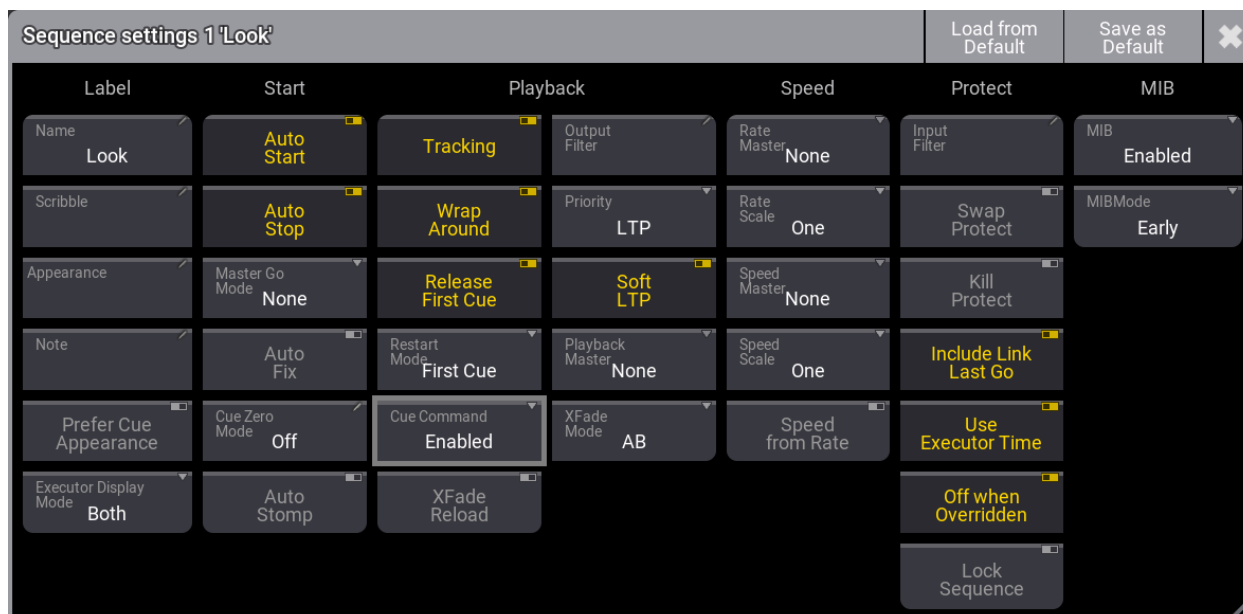 Sequence settings 1 'Look'
Load from
Default
Save as
Default
Label
Start
Playback
Speed
Protect
MIB
Name
Look
Auto
Start
Tracking
Output
Filter
Rate
Master
None
Input
Filter
MIB
Enabled
Scribble
Auto
Stop
Wrap
Around
Priority
LTP
Rate
Scale
One
Swap
Protect
MIBMode
Early
Appearance
Master Go
Mode
None
Release
First Cue
Soft
LTP
Speed
Master
None
Kill
Protect
Note
Auto
Fix
Restart
Mode
First Cue
Playback
Master
None
Speed
Scale
One
Include Link
Last Go
Prefer Cue
Appearance
Cue Zero
Mode
Off
Cue Command
Enabled
XFade
Mode
AB
Speed
from Rate
Use
Executor Time
Executor Display
Mode
Both
Auto
Stomp
XFade
Reload
Off when
Overridden
Lock
Sequence